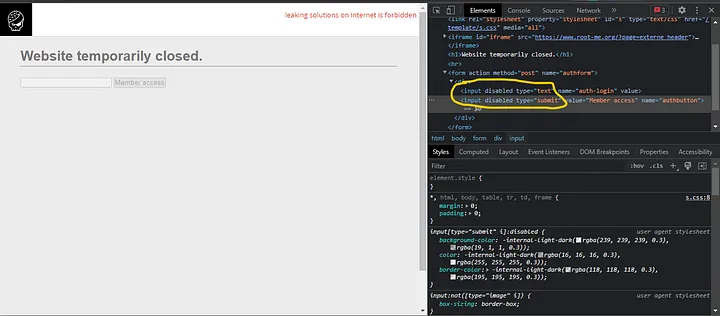 leaking solutions on Internet is forbidden
Website temporarily closed.
Member access
Elements Console Sources Network » 3
<link rel="stylesheet" property="stylesheet" id="s" type="text/css" href="/
template/s.css" media="all">
<iframe id="iframe" src="https://www.root-me.org/?page=externe_header">…
</iframe>
<h1>Website temporarily closed.</h1>
<hr>
<form action method="post" name="authform">
<div>
<input disabled type="text" name="auth-login" value>
… <input disabled type="submit" value="Member access" name="authbutton">
== $0
</div>
</form>
html body form div input
Styles Computed Layout Event Listeners DOM Breakpoints Properties Accessibility
Filter :hov .cls +
element.style {
}
*, html, body, table, tr, td, frame { s.css:8
margin: 0;
padding: 0;
}
input[type="submit" i]:disabled { user agent stylesheet
background-color: -internal-light-dark( rgba(239, 239, 239, 0.3),
rgba(19, 1, 1, 0.3));
color: -internal-light-dark( rgba(16, 16, 16, 0.3),
rgba(255, 255, 255, 0.3));
border-color: -internal-light-dark( rgba(118, 118, 118, 0.3),
rgba(195, 195, 195, 0.3));
}
input:not([type="image" i]) { user agent stylesheet
box-sizing: border-box;
}